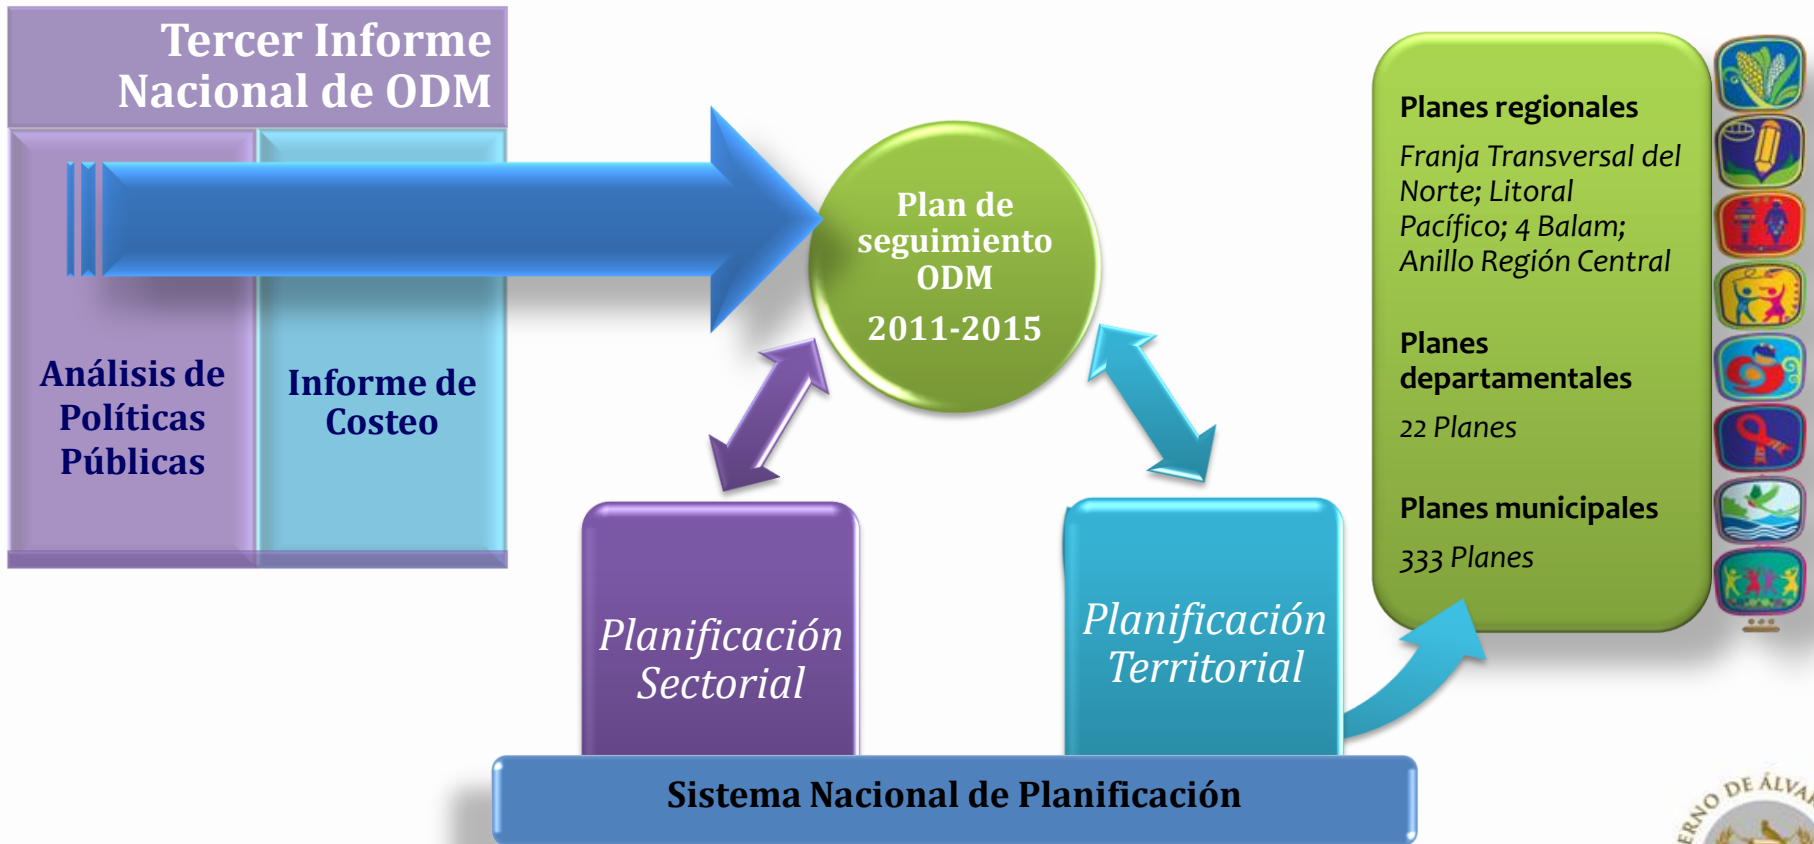 Tercer Informe
Nacional de ODM
Análisis de
Políticas
Públicas
Informe de
Costeo
Plan de
seguimiento
ODM
2011-2015
Planificación
Sectorial
Planificación
Territorial
Sistema Nacional de Planificación
Planes regionales
Franja Transversal del
Norte; Litoral
Pacífico; 4 Balam;
Anillo Región Central
Planes
departamentales
22 Planes
Planes municipales
333 Planes
DE